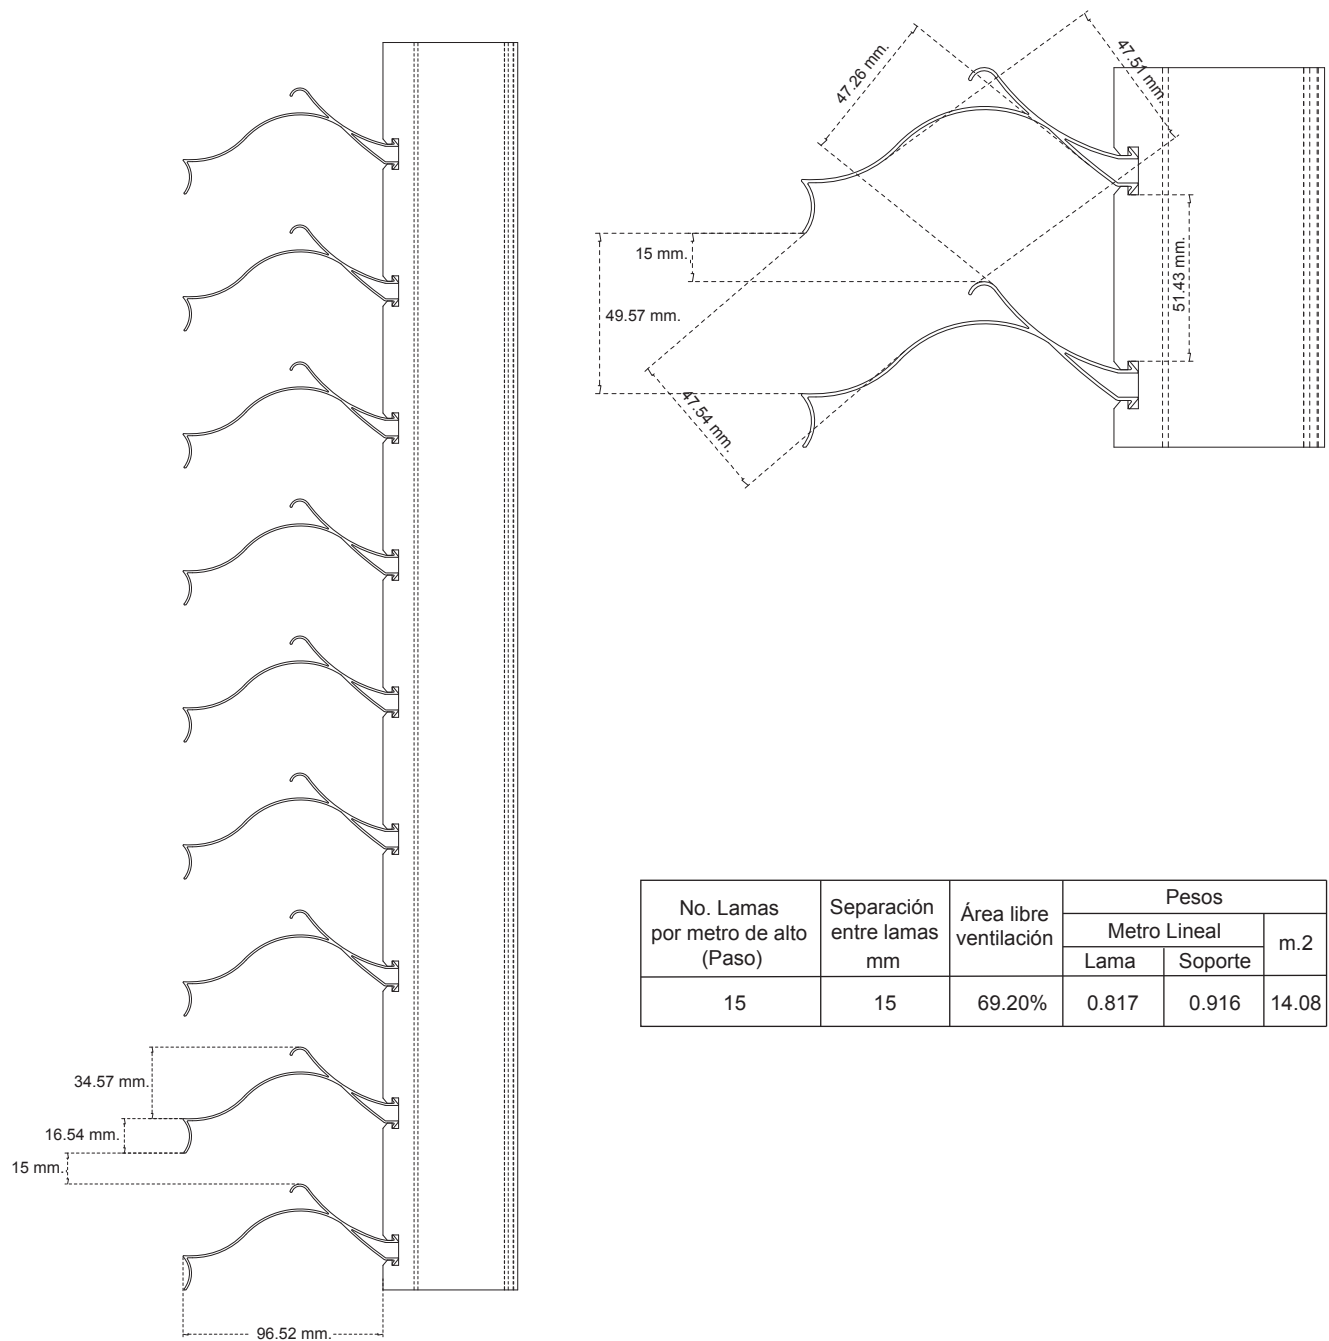 47.26 mm.
47.51 mm.
15 mm.
49.57 mm.
51.43 mm.
47.54 mm.
No. Lamas
por metro de alto
(Paso)
Separación
entre lamas
mm
Área libre
ventilación
Pesos
Metro Lineal
m.2
Lama
Soporte
15
15
69.20%
0.817
0.916
14.08
34.57 mm.
16.54 mm.
15 mm.
96.52 mm.